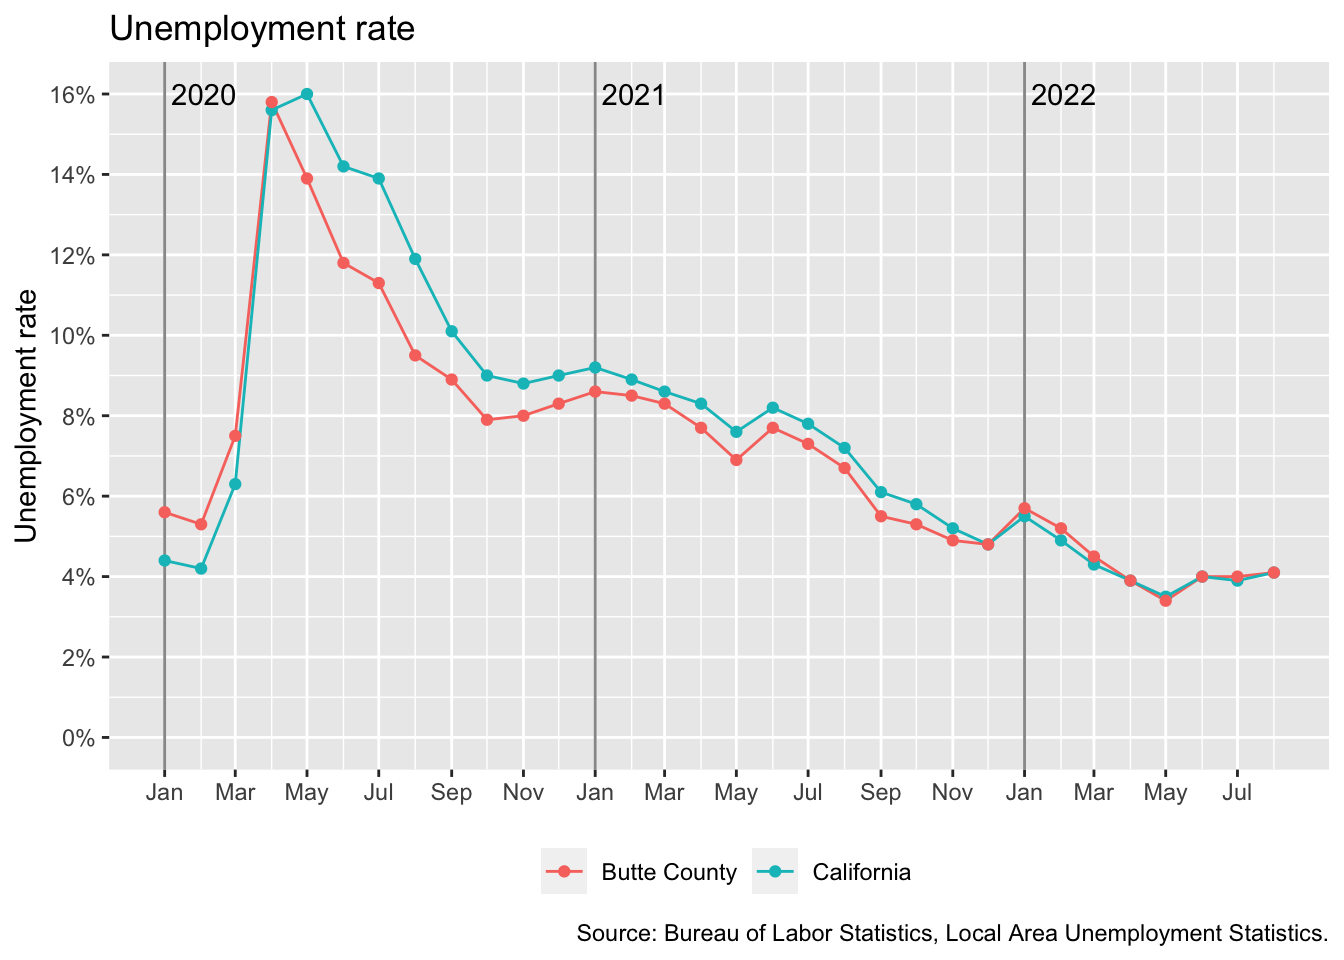 Unemployment rate
2020 2021 2022
16%
14%
12%
10%
8%
6%
4%
2%
0%
Unemployment rate
Jan Mar May Jul Sep Nov Jan Mar May Jul Sep Nov Jan Mar May Jul
Butte County California
Source: Bureau of Labor Statistics, Local Area Unemployment Statistics.